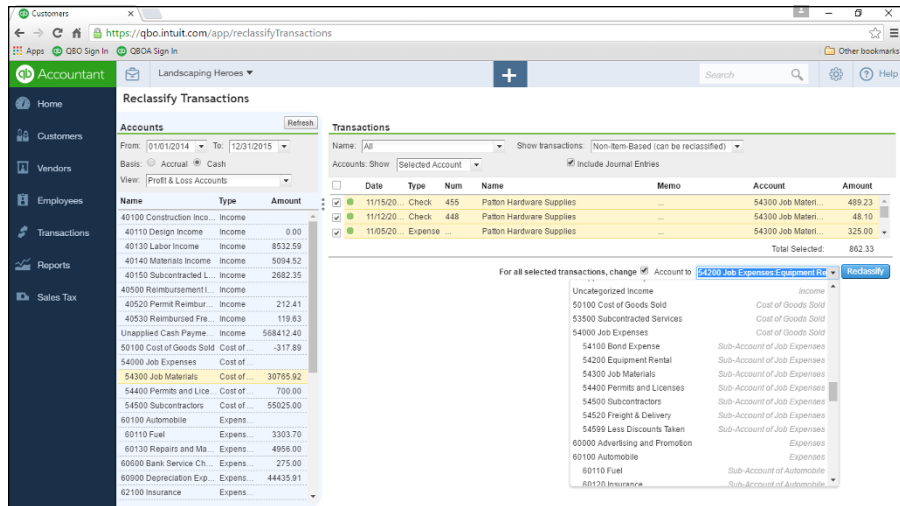 Customers
https://qbo.intuit.com/app/reclassifyTransactions
Apps QBO Sign In QBOA Sign In Other bookmarks
qb Accountant Landscaping Heroes + Search ? Help
Home
Customers
Vendors
Employees
Transactions
Reports
Sales Tax
Reclassify Transactions
Accounts Refresh
From: 01/01/2014 To: 12/31/2015
Basis: Accrual Cash
View: Profit & Loss Accounts
Name Type Amount
40100 Construction Inco... Income
40110 Design Income Income 0.00
40130 Labor Income Income 8532.59
40140 Materials Income Income 5094.52
40150 Subcontracted L... Income 2682.35
40500 Reimbursement I... Income
40520 Permit Reimbur... Income 212.41
40530 Reimbursed Fre... Income 119.63
Unapplied Cash Payme... Income 568412.40
50100 Cost of Goods Sold Cost of ... -317.89
54000 Job Expenses Cost of ...
54300 Job Materials Cost of ... 30765.92
54400 Permits and Lice... Cost of ... 700.00
54500 Subcontractors Cost of ... 55025.00
60100 Automobile Expens...
60110 Fuel Expens... 3303.70
60130 Repairs and Ma... Expens... 4956.00
60600 Bank Service Ch... Expens... 275.00
60900 Depreciation Exp... Expens... 44435.91
62100 Insurance Expens...
Transactions
Name: All Show transactions: Non-Item-Based (can be reclassified)
Accounts: Show Selected Account Include Journal Entries
Date Type Num Name Memo Account Amount
11/15/20... Check 455 Patton Hardware Supplies ... 54300 Job Materi... 489.23
11/12/20... Check 448 Patton Hardware Supplies ... 54300 Job Materi... 48.10
11/05/20... Expense ... Patton Hardware Supplies ... 54300 Job Materi... 325.00
Total Selected: 862.33
For all selected transactions, change Account to 54200 Job Expenses:Equipment Re Reclassify
Uncategorized Income Income
50100 Cost of Goods Sold Cost of Goods Sold
53500 Subcontracted Services Cost of Goods Sold
54000 Job Expenses Cost of Goods Sold
54100 Bond Expense Sub-Account of Job Expenses
54200 Equipment Rental Sub-Account of Job Expenses
54300 Job Materials Sub-Account of Job Expenses
54400 Permits and Licenses Sub-Account of Job Expenses
54500 Subcontractors Sub-Account of Job Expenses
54520 Freight & Delivery Sub-Account of Job Expenses
54599 Less Discounts Taken Sub-Account of Job Expenses
60000 Advertising and Promotion Expenses
60100 Automobile Expenses
60110 Fuel Sub-Account of Automobile
60120 Insurance Sub-Account of Automobile